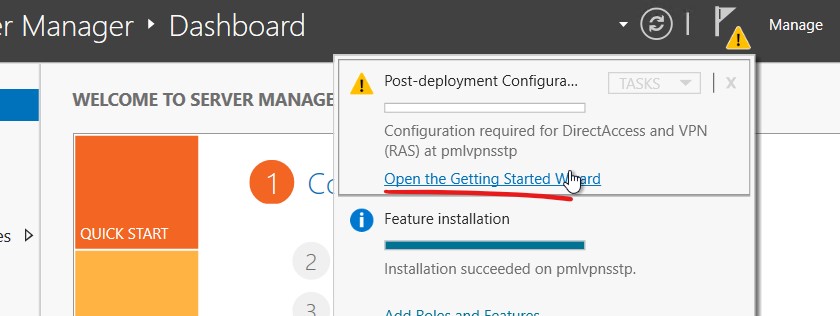 er Manager • Dashboard
Manage
Post-deployment Configura...
TASKS
X
WELCOME TO SERVER MANAGE
Configuration required for DirectAccess and VPN
(RAS) at pmlvpnsstp
Open the Getting Started Wizard
1 Co
Feature installation
QUICK START
es
2
Installation succeeded on pmlvpnsstp.
3
Add Roles and Features